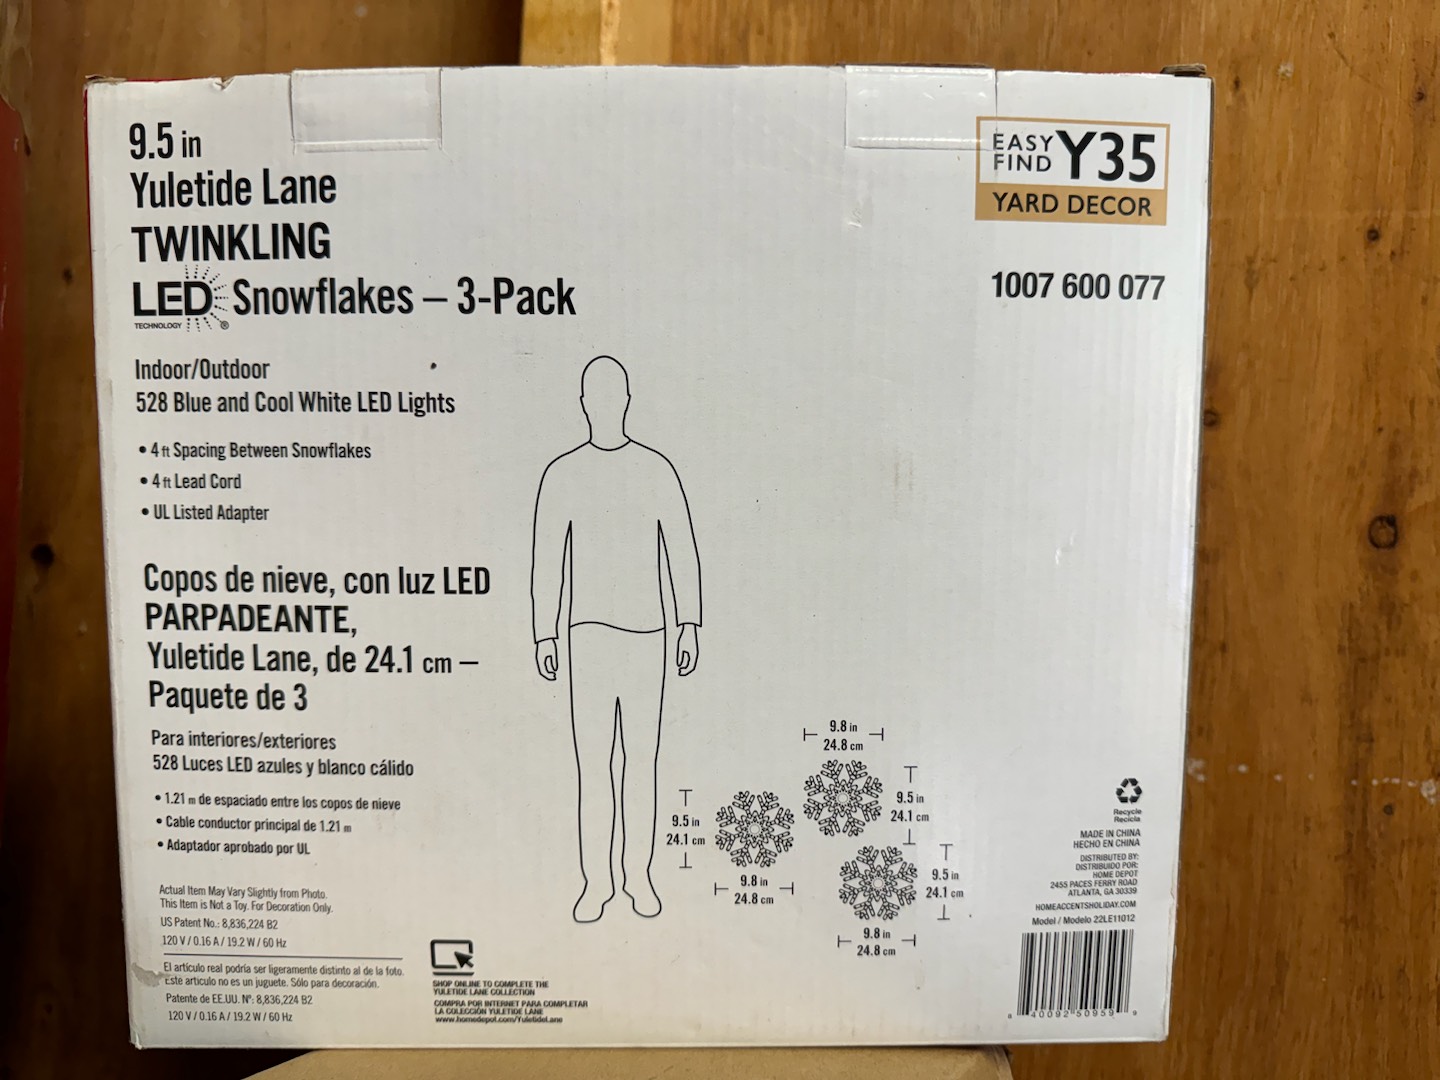 9.5 in
Yuletide Lane
TWINKLING
LED Snowflakes – 3-Pack
TECHNOLOGY ®
EASY FIND Y35
YARD DECOR
1007 600 077
Indoor/Outdoor
528 Blue and Cool White LED Lights
• 4 ft Spacing Between Snowflakes
• 4 ft Lead Cord
• UL Listed Adapter
Copos de nieve, con luz LED
PARPADEANTE,
Yuletide Lane, de 24.1 cm –
Paquete de 3
Para interiores/exteriores
528 Luces LED azules y blanco cálido
• 1.21 m de espaciado entre los copos de nieve
• Cable conductor principal de 1.21 m
• Adaptador aprobado por UL
Actual Item May Vary Slightly from Photo.
This Item is Not a Toy. For Decoration Only.
US Patent No.: 8,836,224 B2
120 V / 0.16 A / 19.2 W / 60 Hz
El artículo real podría ser ligeramente distinto al de la foto.
Este artículo no es un juguete. Sólo para decoración.
Patente de EE.UU. Nº: 8,836,224 B2
120 V / 0.16 A / 19.2 W / 60 Hz
SHOP ONLINE TO COMPLETE THE
YULETIDE LANE COLLECTION
COMPRA POR INTERNET PARA COMPLETAR
LA COLECCIÓN YULETIDE LANE
www.homedepot.com/YuletideLane
9.8 in
24.8 cm
9.5 in
24.1 cm
9.5 in
24.1 cm
9.8 in
24.8 cm
9.5 in
24.1 cm
9.8 in
24.8 cm
Recycle
Recicla
MADE IN CHINA
HECHO EN CHINA
DISTRIBUTED BY:
DISTRIBUIDO POR:
HOME DEPOT
2455 PACES FERRY ROAD
ATLANTA, GA 30339
HOMEACCENTSHOLIDAY.COM
Model / Modelo 22LE11012
8 40092 50959 9